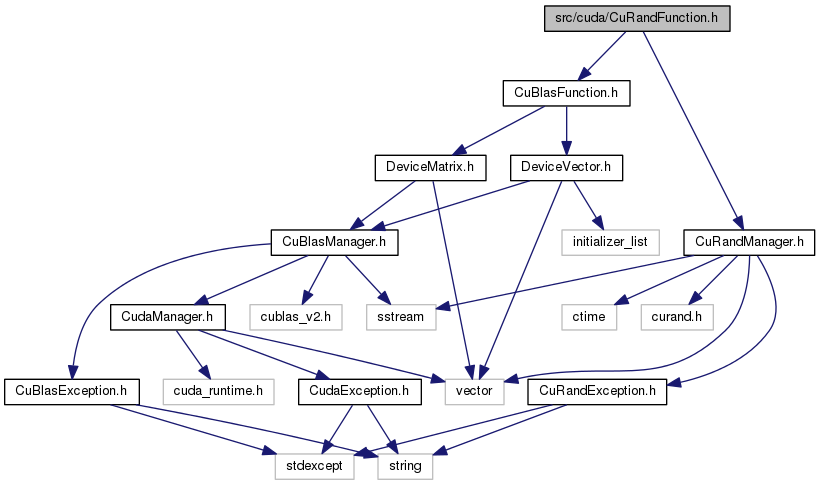 src/cuda/CuRandFunction.h
CuBlasFunction.h
DeviceMatrix.h
DeviceVector.h
CuBlasManager.h
initializer_list
CuRandManager.h
CudaManager.h
cublas_v2.h
sstream
ctime
curand.h
CuBlasException.h
cuda_runtime.h
CudaException.h
vector
CuRandException.h
stdexcept
string